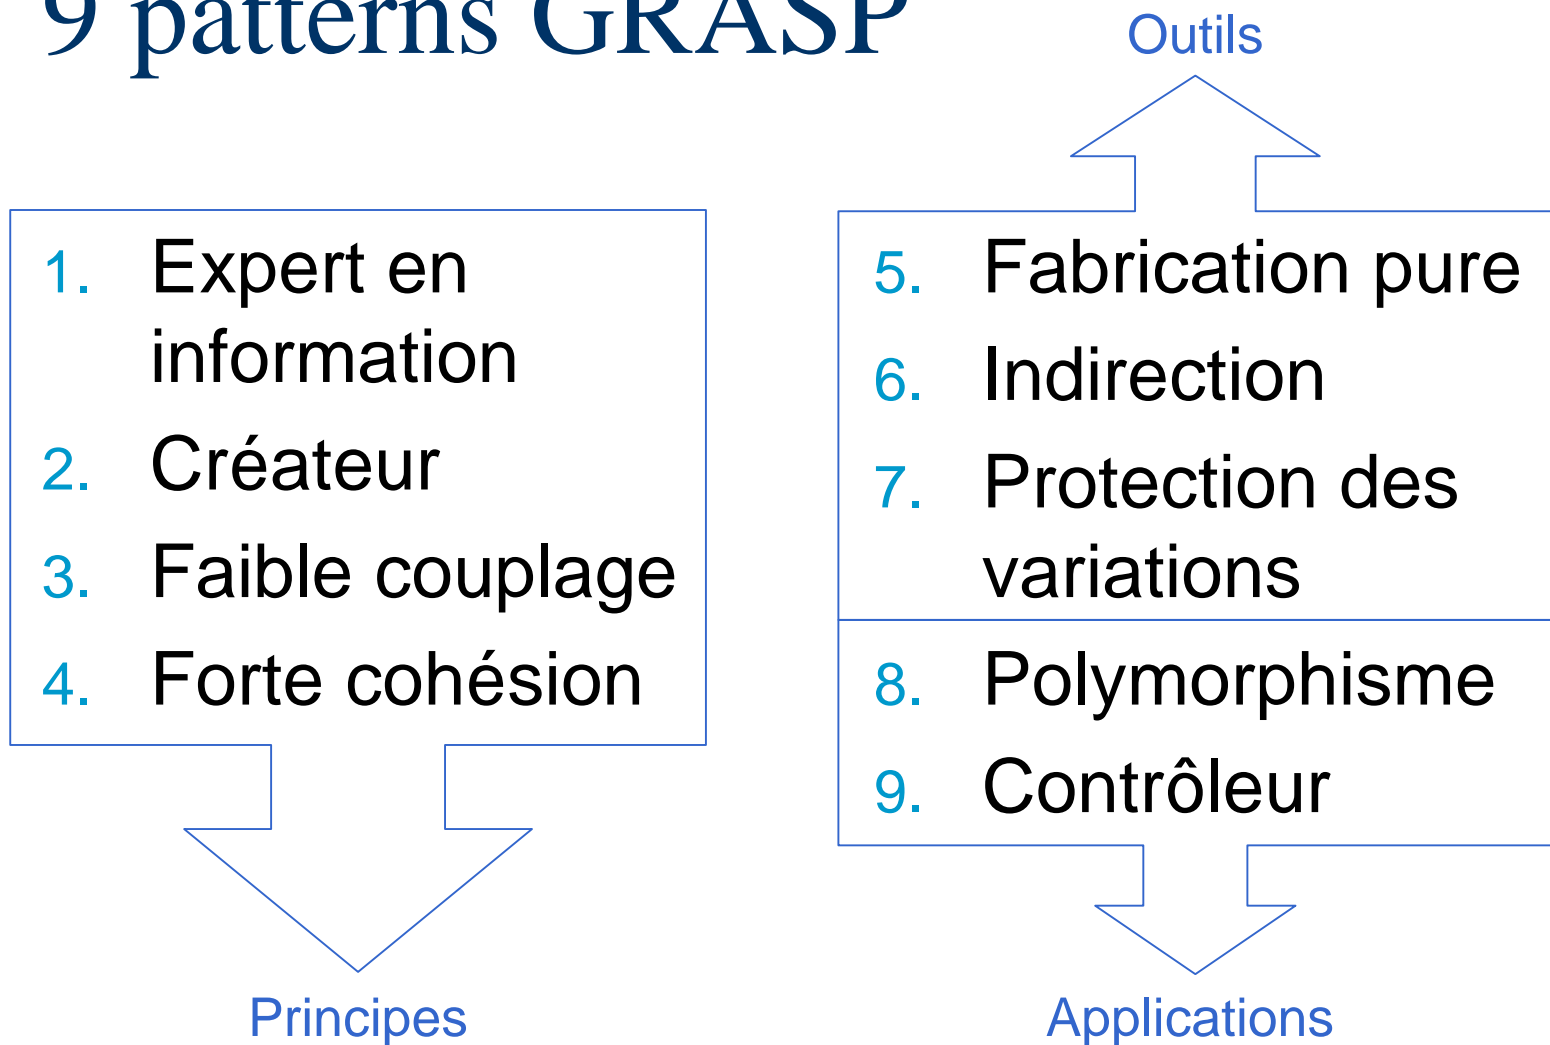 9 patterns GRASP
Outils
1. Expert en
information
2. Créateur
3. Faible couplage
4. Forte cohésion
Principes
5. Fabrication pure
6. Indirection
7. Protection des
variations
8. Polymorphisme
9. Contrôleur
Applications